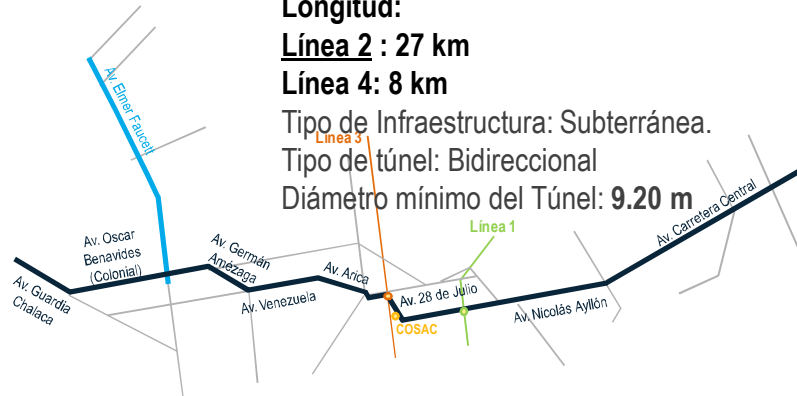 Longitud:
Línea 2 : 27 km
Línea 4: 8 km
Tipo de Infraestructura: Subterránea.
Línea 3
Tipo de túnel: Bidireccional
Diámetro mínimo del Túnel: 9.20 m
Av. Elmer Faucett
Línea 1
Av. Carretera Central
Av. Oscar
Benavides
(Colonial)
Av. Germán
Amézaga
Av. Arica
Av. Guardia
Chalaca
Av. Venezuela
Av. 28 de Julio
Av. Nicolás Ayllón
COSAC